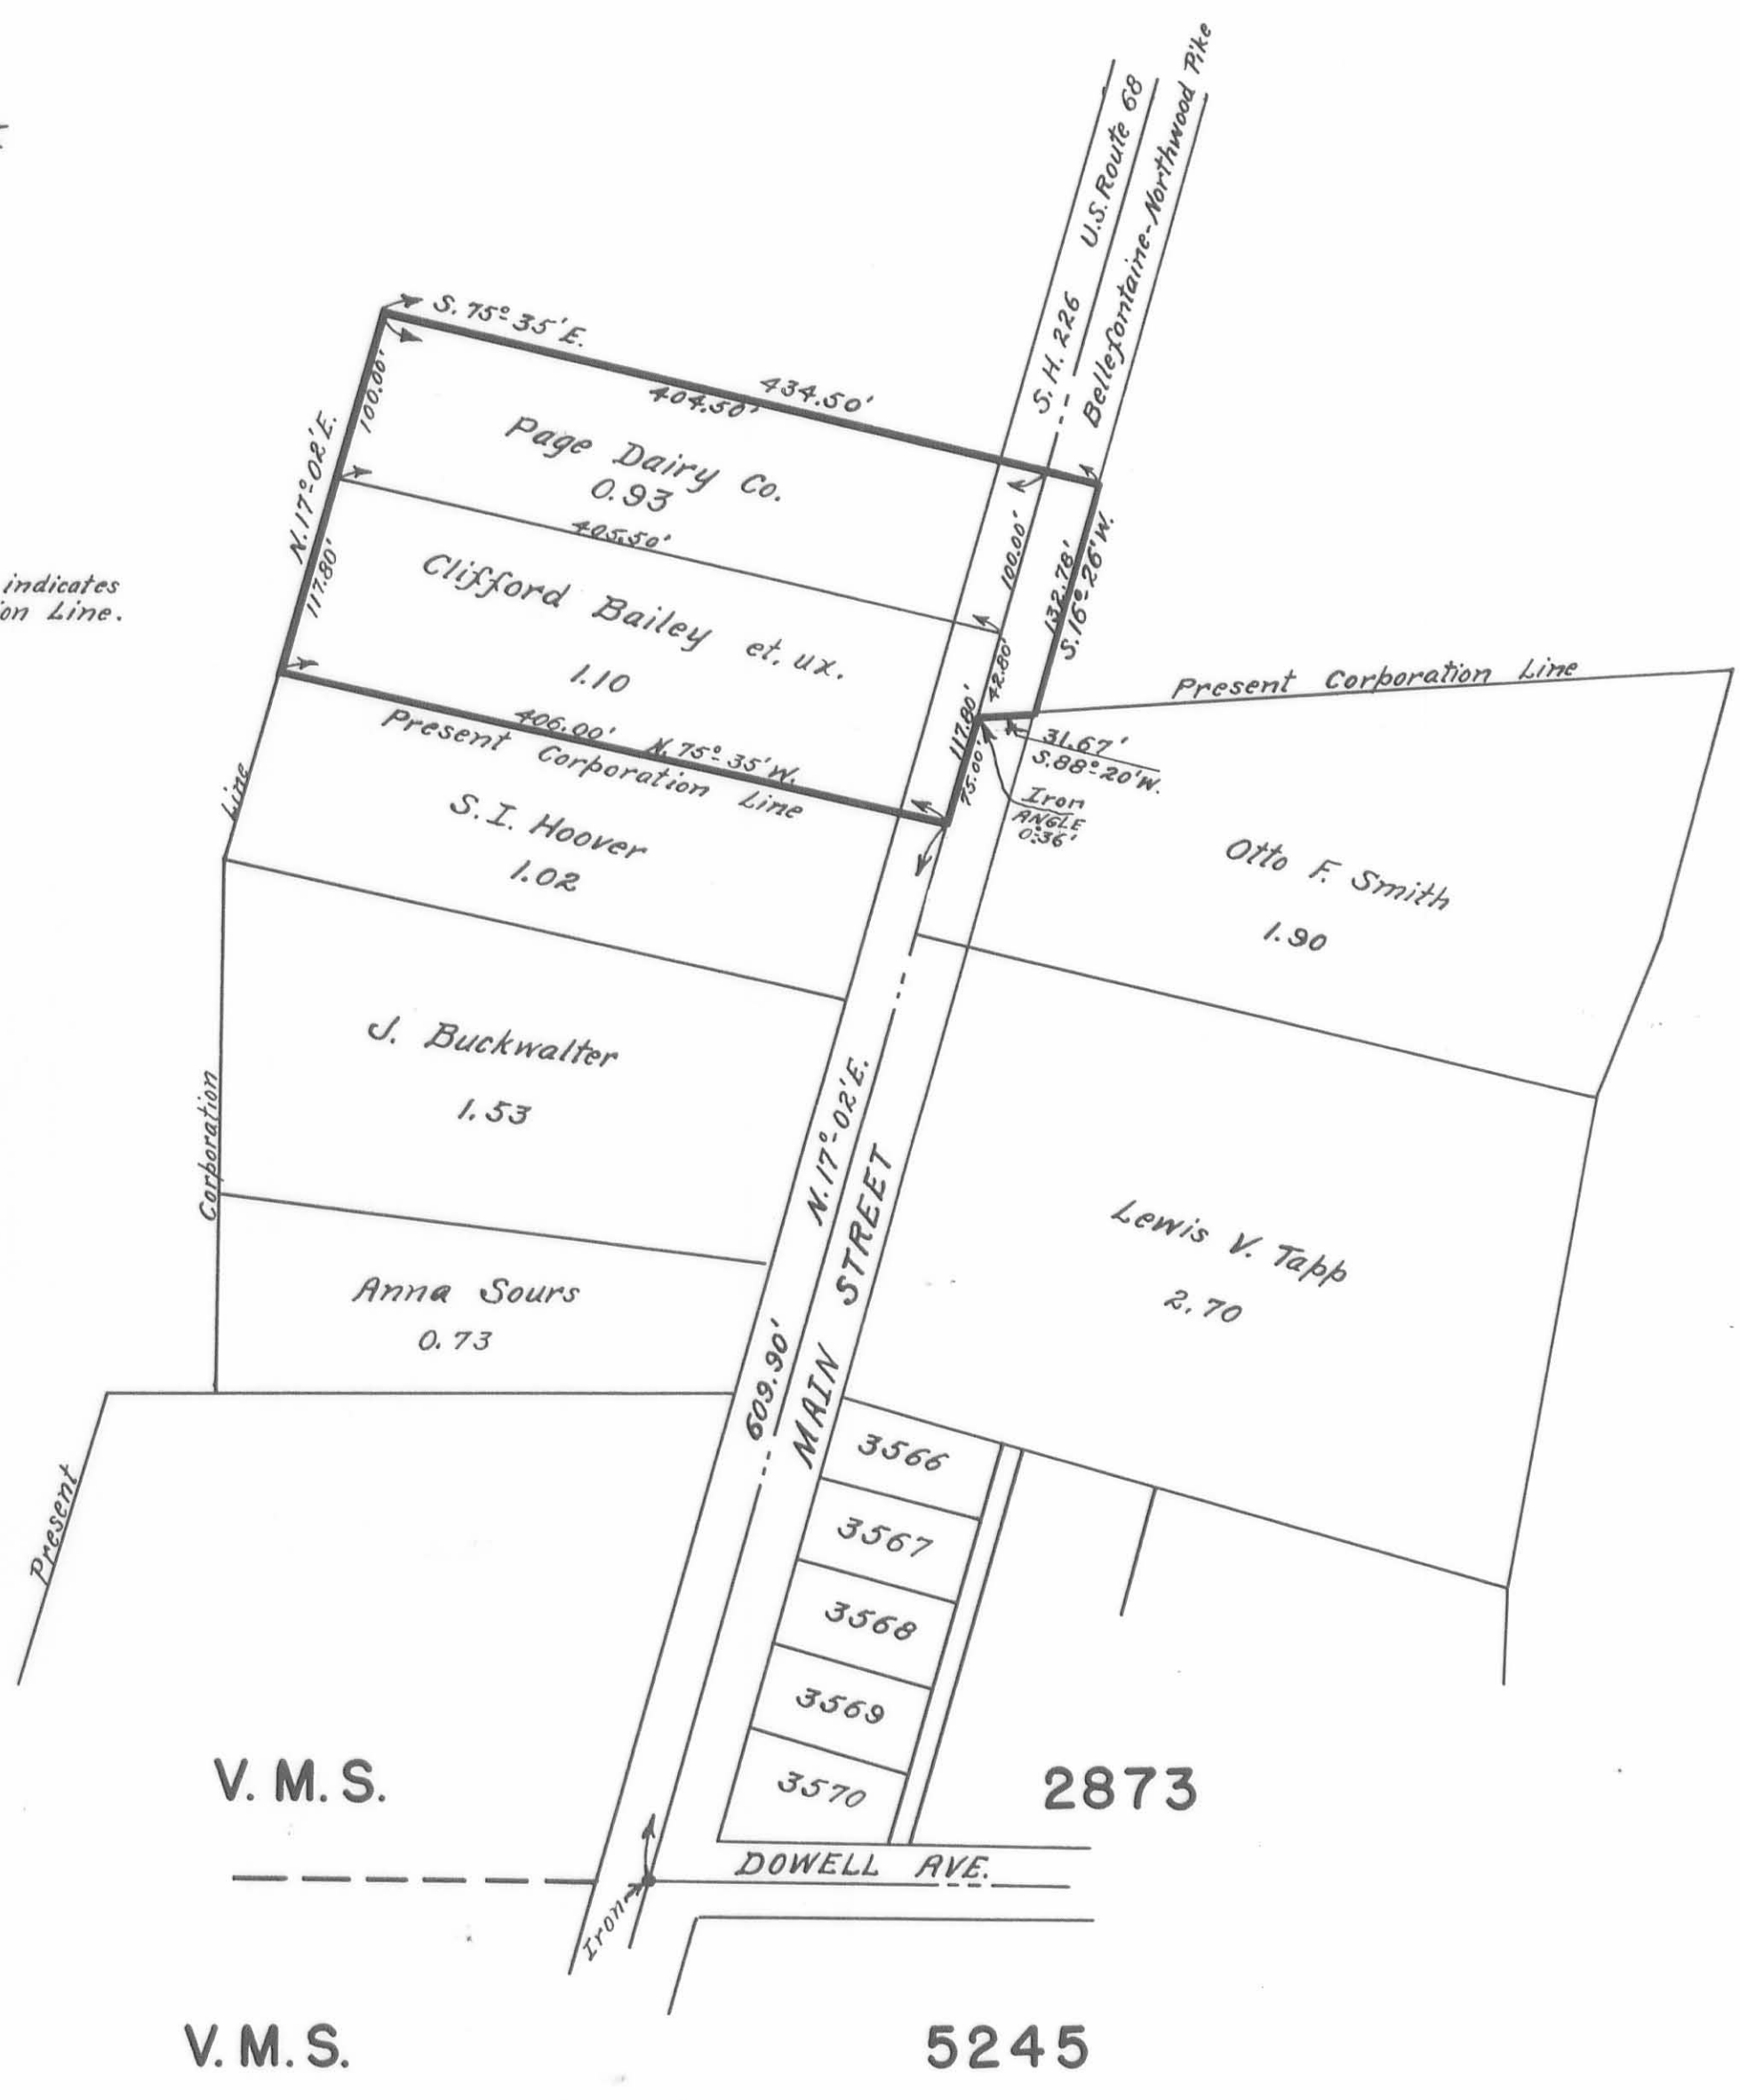 U.S. Route 68
Bellefontaine-Northwood Pike
S.H. 226
S. 75°35'E.
434.50'
404.50'
100.00'
N.17°-02'E.
Page Dairy Co.
0.93
405.50'
117.80'
Clifford Bailey et. ux.
1.10
100.00'
132.78'
S.16°-26'W.
42.80'
indicates
on Line.
Present Corporation Line
406.00' N.75°-35'W.
Present Corporation Line
117.80'
75.00'
31.67'
S.88°-20'W.
Iron
ANGLE
0°36'
Line
S. I. Hoover
1.02
Otto F. Smith
1.90
J. Buckwalter
1.53
Corporation
N.17°-02'E.
MAIN STREET
Lewis V. Tapp
2.70
Anna Sours
0.73
609.90'
Present
3566
3567
3568
3569
3570
V. M. S. 2873
DOWELL AVE.
Iron
V. M. S. 5245